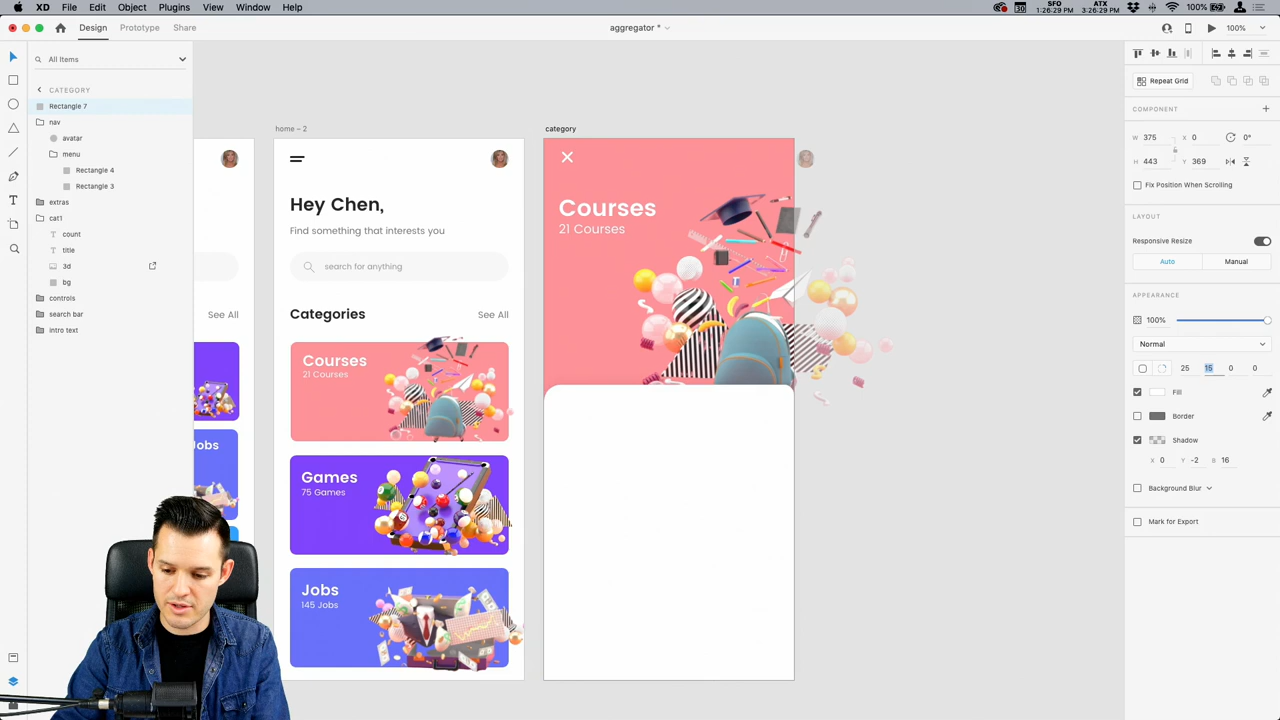 XD File Edit Object Plugins View Window Help
SFO
1:26:29 PM
ATX
3:26:29 PM
100%
Design Prototype Share
aggregator *
100%
All Items
CATEGORY
Rectangle 7
nav
avatar
menu
Rectangle 4
Rectangle 3
extras
cat1
count
title
3d
bg
controls
search bar
intro text
See All
Jobs
home – 2
Hey Chen,
Find something that interests you
search for anything
Categories
See All
Courses
21 Courses
Games
75 Games
Jobs
145 Jobs
category
Courses
21 Courses
Repeat Grid
COMPONENT
W 375 X 0 0°
H 443 Y 369
Fix Position When Scrolling
LAYOUT
Responsive Resize
Auto Manual
APPEARANCE
100%
Normal
25 15 0 0
Fill
Border
Shadow
X 0 Y -2 B 16
Background Blur
Mark for Export